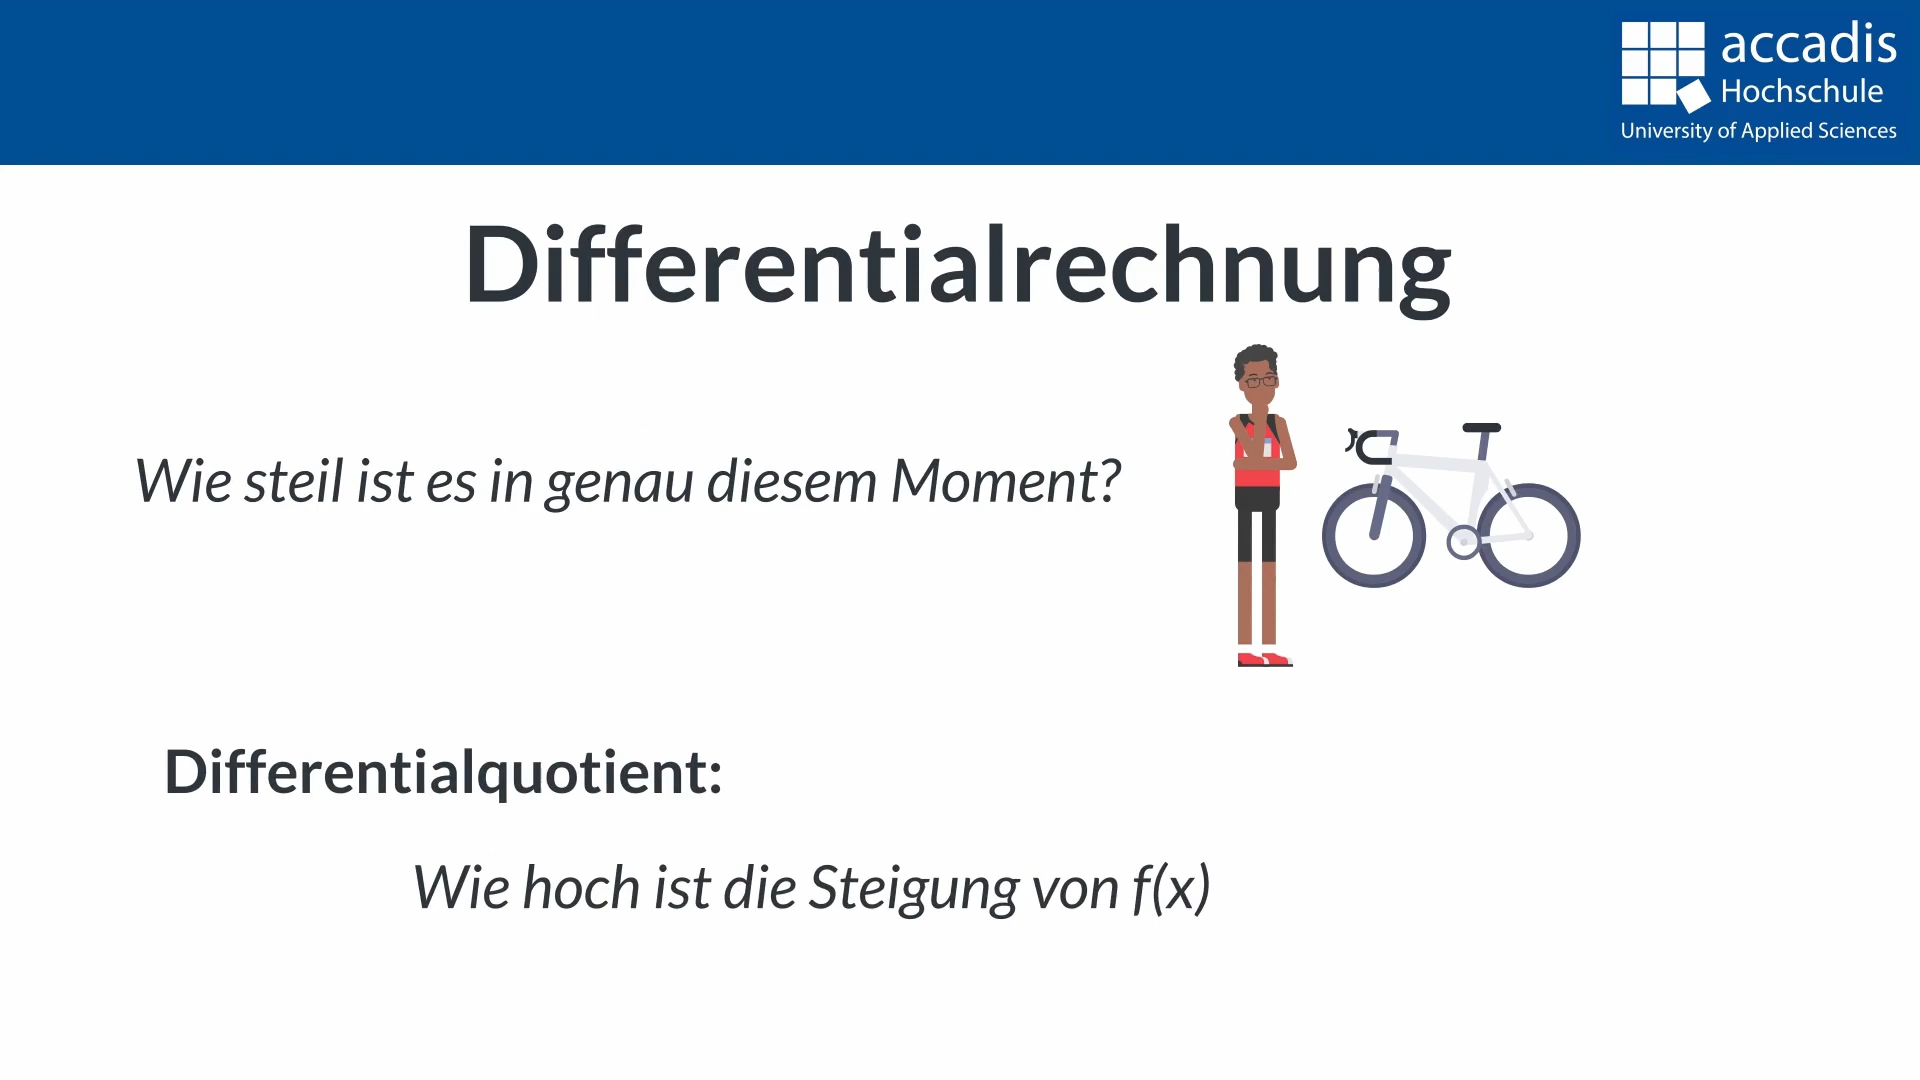 accadis
Hochschule
University of Applied Sciences
Differentialrechnung
Wie steil ist es in genau diesem Moment?
Differentialquotient:
Wie hoch ist die Steigung von f(x)